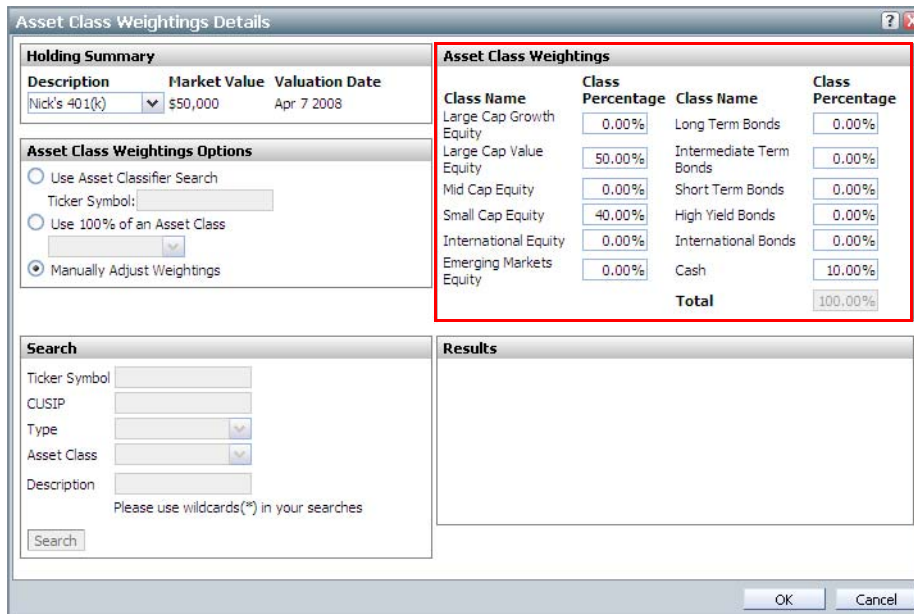 Asset Class Weightings Details
Holding Summary
Description Market Value Valuation Date
Nick's 401(k) $50,000 Apr 7 2008
Asset Class Weightings Options
Use Asset Classifier Search
Ticker Symbol:
Use 100% of an Asset Class
Manually Adjust Weightings
Asset Class Weightings
Class Name Class Percentage Class Name Class Percentage
Large Cap Growth Equity 0.00% Long Term Bonds 0.00%
Large Cap Value Equity 50.00% Intermediate Term Bonds 0.00%
Mid Cap Equity 0.00% Short Term Bonds 0.00%
Small Cap Equity 40.00% High Yield Bonds 0.00%
International Equity 0.00% International Bonds 0.00%
Emerging Markets Equity 0.00% Cash 10.00%
Total 100.00%
Search
Ticker Symbol
CUSIP
Type
Asset Class
Description
Please use wildcards(*) in your searches
Search
Results
OK Cancel